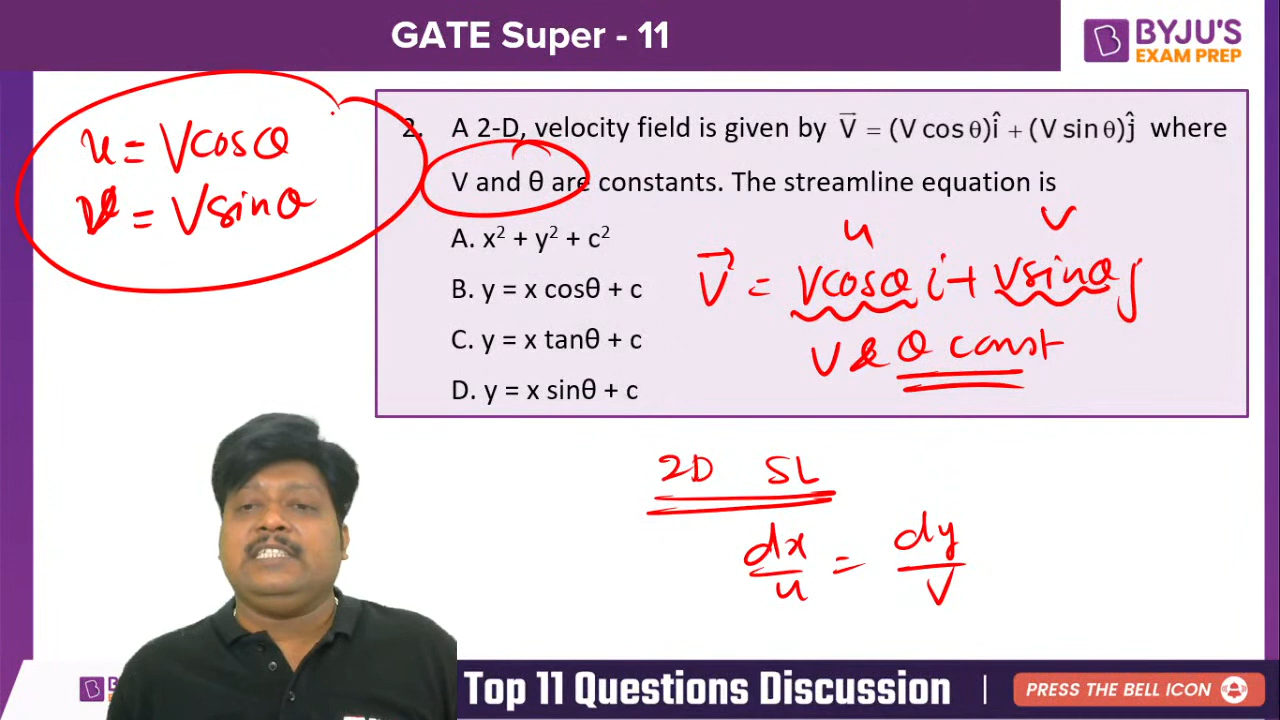 GATE Super - 11
BYJU'S
EXAM PREP
u = Vcosθ
v = Vsinθ
2. A 2-D, velocity field is given by V⃗ = (V cos θ)î + (V sin θ)ĵ where
V and θ are constants. The streamline equation is
A. x² + y² + c²
B. y = x cosθ + c
C. y = x tanθ + c
D. y = x sinθ + c
u v
V⃗ = Vcosθ i + Vsinθ j
V & θ const
2D SL
dx/u = dy/V
Top 11 Questions Discussion | PRESS THE BELL ICON